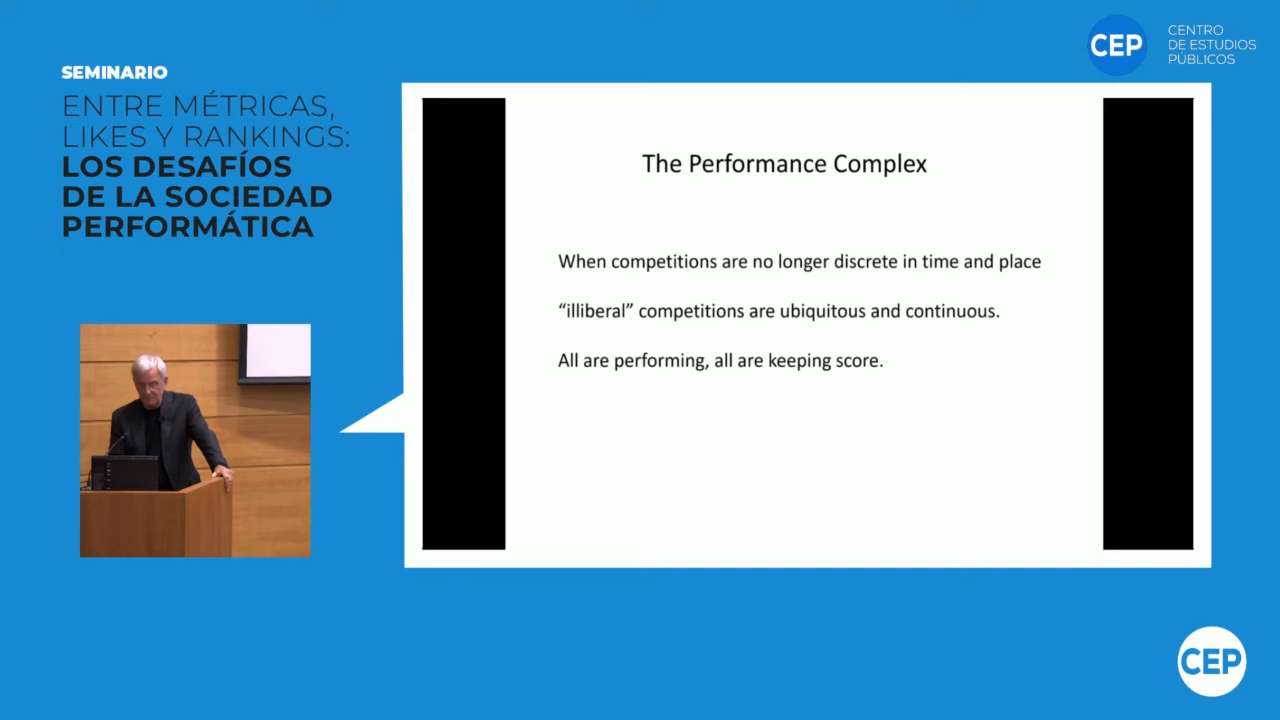 SEMINARIO
ENTRE MÉTRICAS,
LIKES Y RANKINGS:
LOS DESAFÍOS
DE LA SOCIEDAD
PERFORMÁTICA
CEP
CENTRO
DE ESTUDIOS
PÚBLICOS
The Performance Complex
When competitions are no longer discrete in time and place
“illiberal” competitions are ubiquitous and continuous.
All are performing, all are keeping score.
CEP